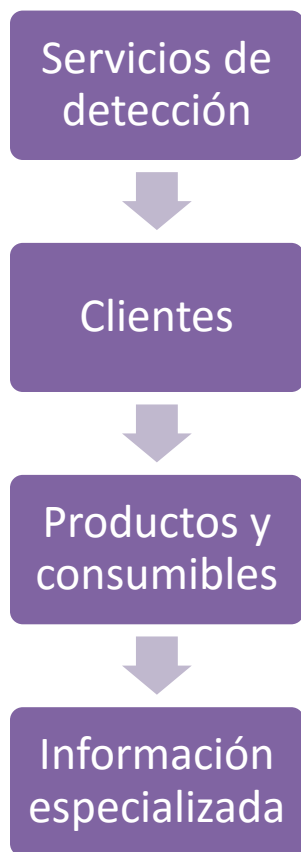 Servicios de
detección
Clientes
Productos y
consumibles
Información
especializada